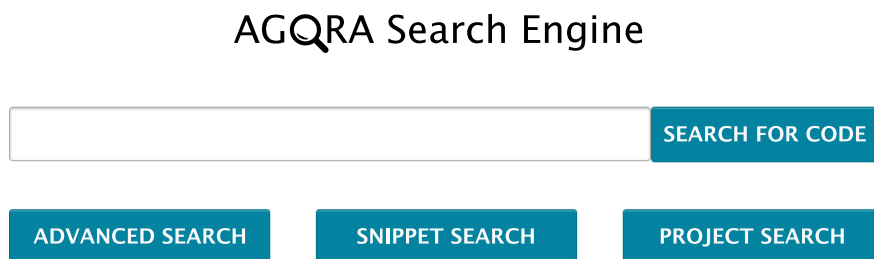 AGORA Search Engine
SEARCH FOR CODE
ADVANCED SEARCH SNIPPET SEARCH PROJECT SEARCH